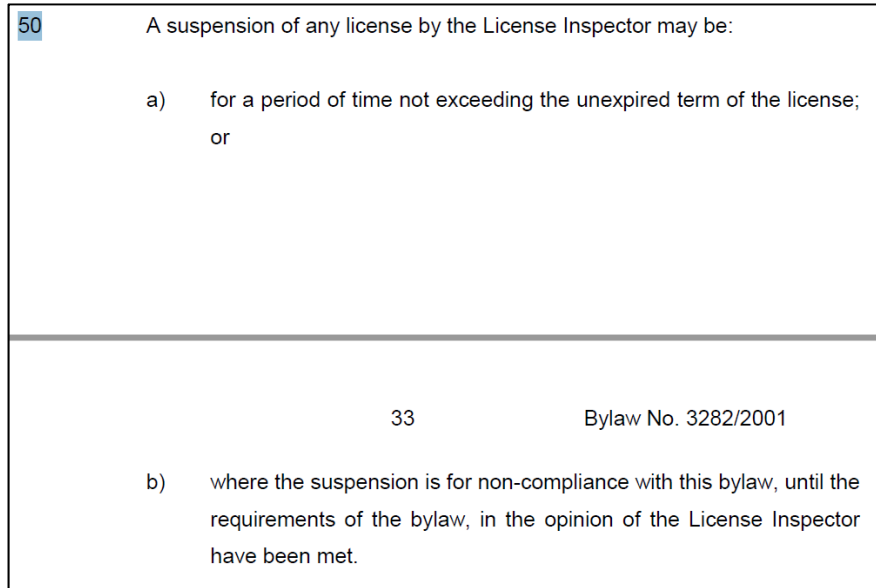 50 A suspension of any license by the License Inspector may be:
a) for a period of time not exceeding the unexpired term of the license;
or
33 Bylaw No. 3282/2001
b) where the suspension is for non-compliance with this bylaw, until the
requirements of the bylaw, in the opinion of the License Inspector
have been met.